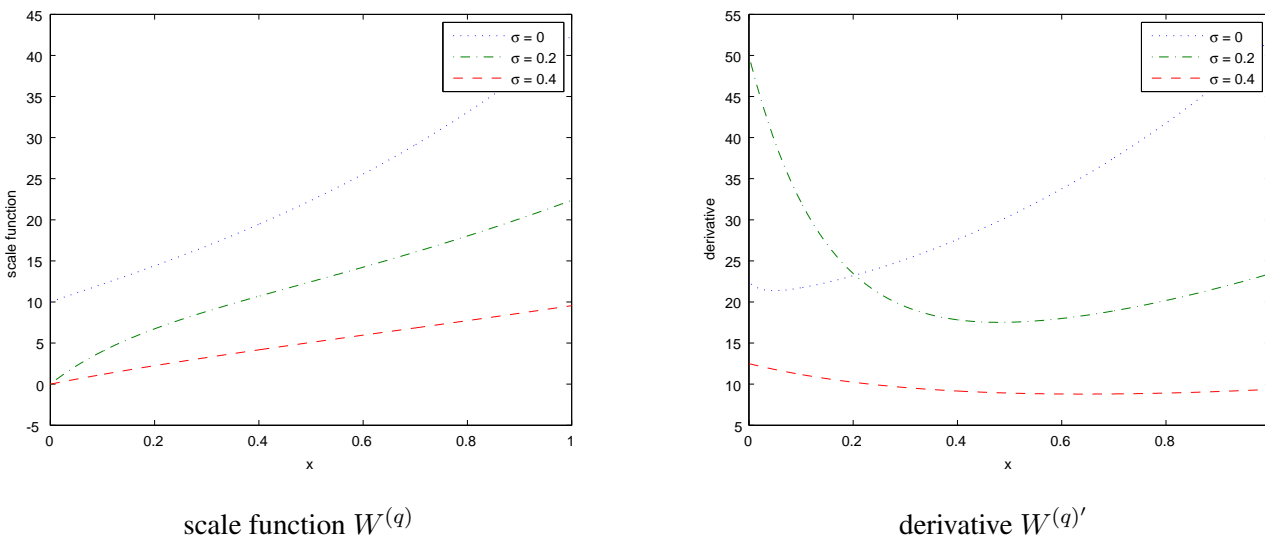 45
40
35
30
25
20
15
10
5
0
-5
scale function
0
0.2
0.4
0.6
0.8
1
x
σ = 0
σ = 0.2
σ = 0.4
scale function W^(q)
55
50
45
40
35
30
25
20
15
10
5
derivative
0
0.2
0.4
0.6
0.8
x
σ = 0
σ = 0.2
σ = 0.4
derivative W^(q)′